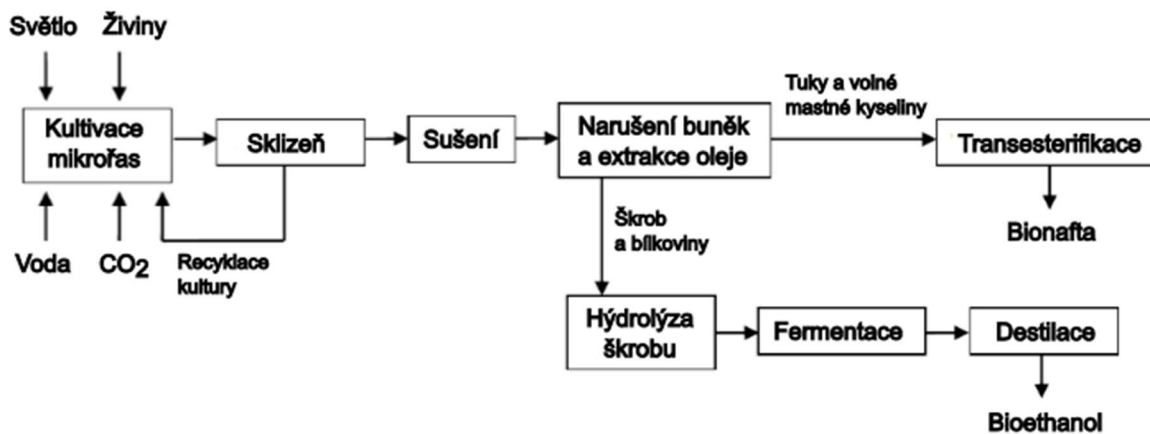 Světlo
Živiny
Kultivace
mikrořas
Voda
CO2
Sklizeň
Recyklace
kultury
Sušení
Narušení buněk
a extrakce oleje
Tuky a volné
mastné kyseliny
Transesterifikace
Bionafta
Škrob
a bílkoviny
Hýdrolýza
škrobu
Fermentace
Destilace
Bioethanol